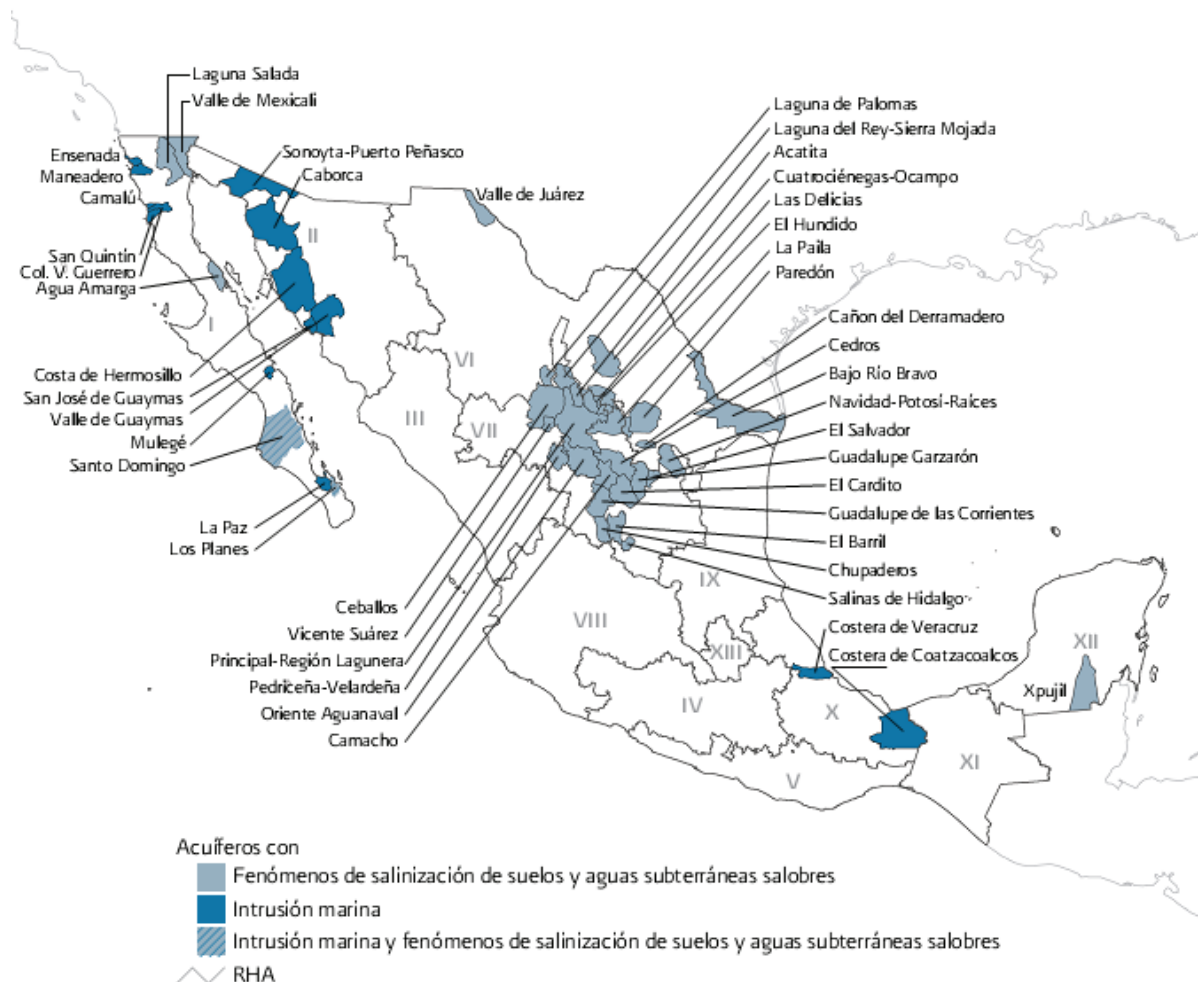 Laguna Salada
Valle de Mexicali
Ensenada
Maneadero
Camalú
San Quintín
Col. V. Guerrero
Agua Amarga
Sonoyta-Puerto Peñasco
Caborca
Valle de Juárez
Costa de Hermosillo
San José de Guaymas
Valle de Guaymas
Mulegé
Santo Domingo
La Paz
Los Planes
Laguna de Palomas
Laguna del Rey-Sierra Mojada
Acatita
Cuatrociénegas-Ocampo
Las Delicias
El Hundido
La Paila
Paredón
Cañon del Derramadero
Cedros
Bajo Río Bravo
Navidad-Potosí-Raíces
El Salvador
Guadalupe Garzarón
El Cardito
Guadalupe de las Corrientes
El Barril
Chupaderos
Salinas de Hidalgo
Costera de Veracruz
Costera de Coatzacoalcos
Xpujil
Ceballos
Vicente Suárez
Principal-Región Lagunera
Pedriceña-Velardeña
Oriente Aguanaval
Camacho
I
II
III
VI
VII
VIII
IX
XIII
IV
X
V
XI
XII
Acuíferos con
Fenómenos de salinización de suelos y aguas subterráneas salobres
Intrusión marina
Intrusión marina y fenómenos de salinización de suelos y aguas subterráneas salobres
RHA